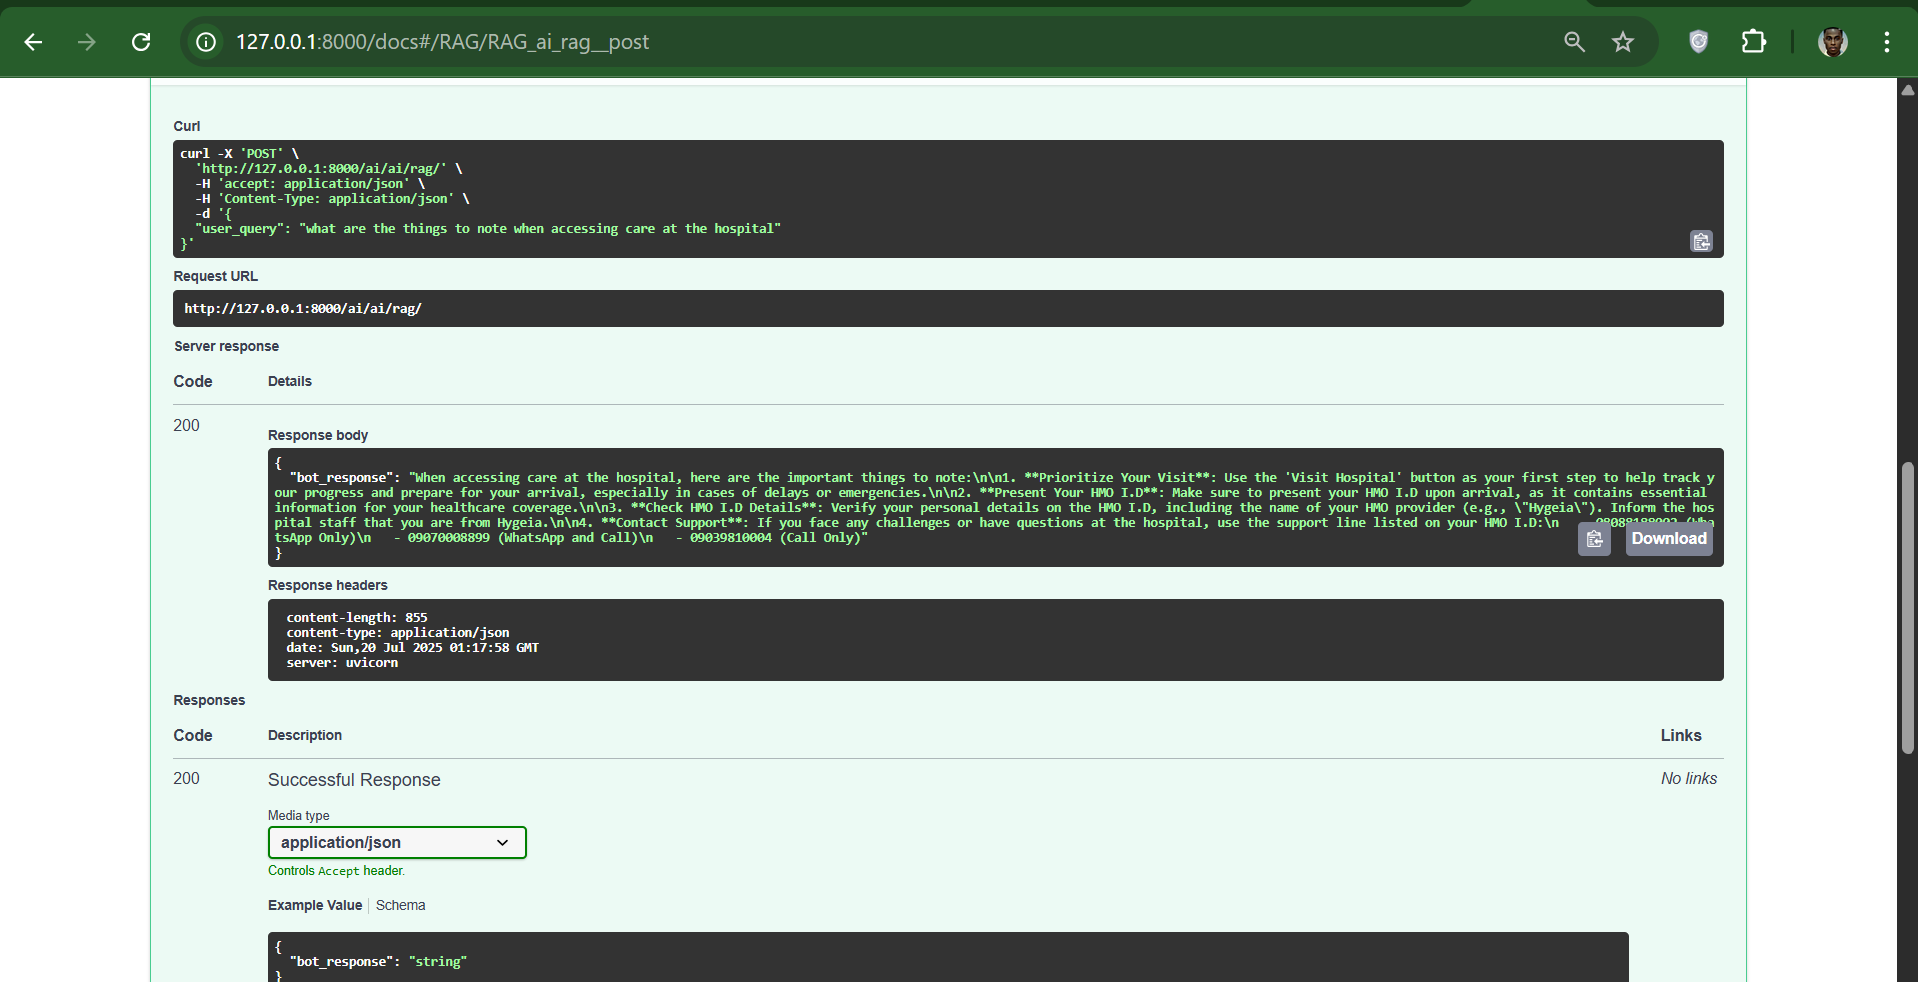 127.0.0.1:8000/docs#/RAG/RAG_ai_rag__post
Curl
curl -X 'POST' \
'http://127.0.0.1:8000/ai/ai/rag/' \
-H 'accept: application/json' \
-H 'Content-Type: application/json' \
-d '{
"user_query": "what are the things to note when accessing care at the hospital"
}'
Request URL
http://127.0.0.1:8000/ai/ai/rag/
Server response
Code Details
200
Response body
{
"bot_response": "When accessing care at the hospital, here are the important things to note:\n\n1. **Prioritize Your Visit**: Use the 'Visit Hospital' button as your first step to help track y
our progress and prepare for your arrival, especially in cases of delays or emergencies.\n\n2. **Present Your HMO I.D**: Make sure to present your HMO I.D upon arrival, as it contains essential
information for your healthcare coverage.\n\n3. **Check HMO I.D Details**: Verify your personal details on the HMO I.D, including the name of your HMO provider (e.g., \"Hygeia\"). Inform the hos
pital staff that you are from Hygeia.\n\n4. **Contact Support**: If you face any challenges or have questions at the hospital, use the support line listed on your HMO I.D:\n -
tsApp Only)\n - 09070008899 (WhatsApp and Call)\n - 09039810004 (Call Only)"
}
Download
Response headers
content-length: 855
content-type: application/json
date: Sun,20 Jul 2025 01:17:58 GMT
server: uvicorn
Responses
Code Description Links
200 Successful Response No links
Media type
application/json
Controls Accept header.
Example Value Schema
{
"bot_response": "string"
}